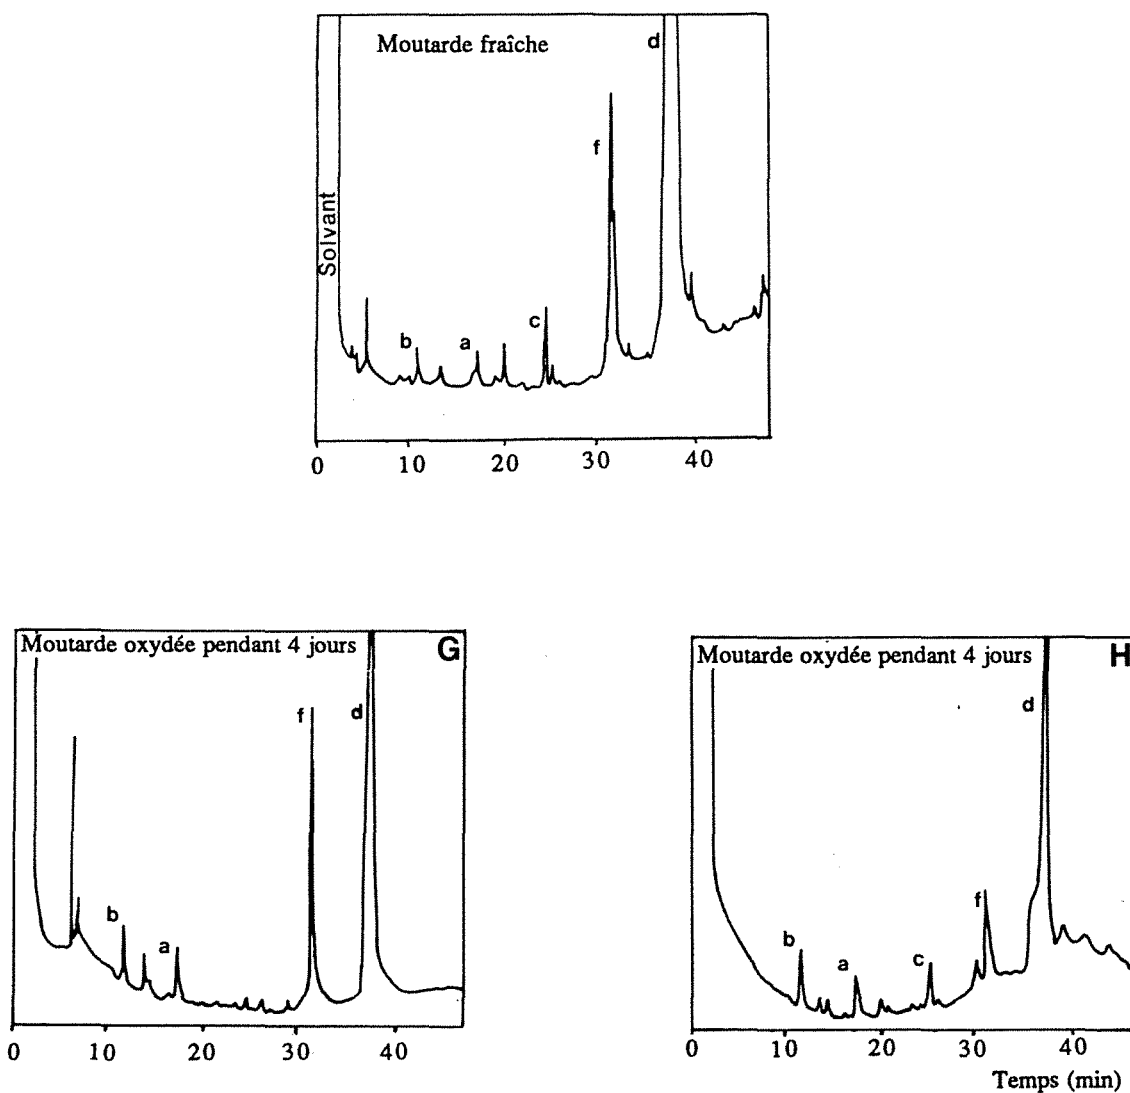 Moutarde fraîche
d
f
Solvant
b
a
c
0 10 20 30 40
Moutarde oxydée pendant 4 jours G
f d
b
a
0 10 20 30 40
Moutarde oxydée pendant 4 jours H
d
f
b
a
c
10 20 30 40
0
Temps (min)